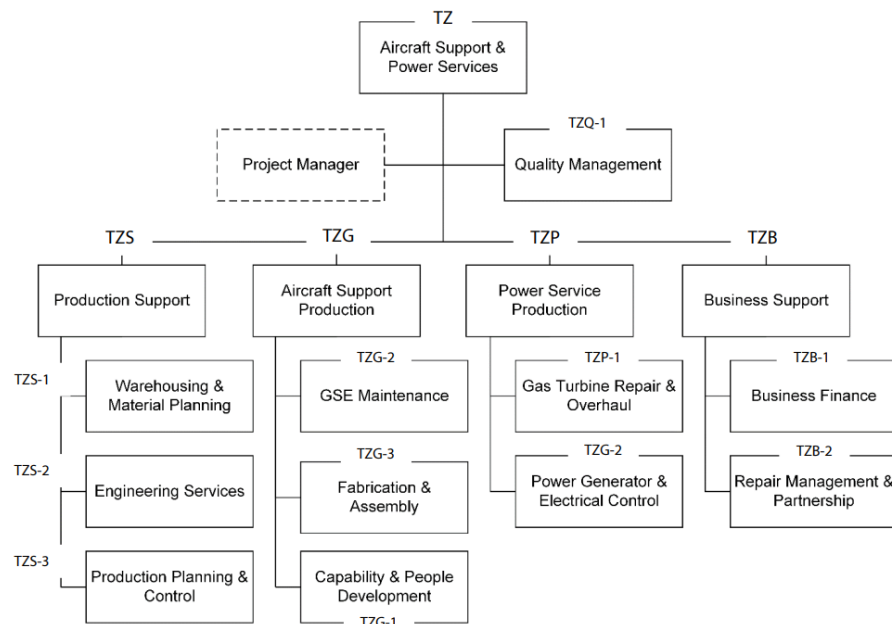 TZ
Aircraft Support &
Power Services
Project Manager
TZQ-1
Quality Management
TZS
TZG
TZP
TZB
Production Support
Aircraft Support
Production
Power Service
Production
Business Support
TZS-1
Warehousing &
Material Planning
TZG-2
GSE Maintenance
TZP-1
Gas Turbine Repair &
Overhaul
TZB-1
Business Finance
TZS-2
Engineering Services
TZG-3
Fabrication &
Assembly
TZG-2
Power Generator &
Electrical Control
TZB-2
Repair Management &
Partnership
TZS-3
Production Planning &
Control
Capability & People
Development
TZG-1